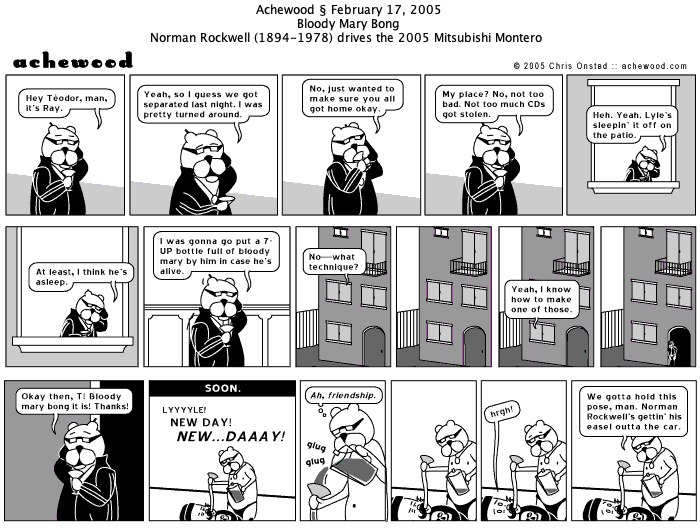 Achewood § February 17, 2005
Bloody Mary Bong
Norman Rockwell (1894-1978) drives the 2005 Mitsubishi Montero
achewood
© 2005 Chris Onstad :: achewood.com
Hey Téodor, man,
it's Ray.
Yeah, so I guess we got
separated last night. I was
pretty turned around.
No, just wanted to
make sure you all
got home okay.
My place? No, not too
bad. Not too much CDs
got stolen.
Heh. Yeah. Lyle's
sleepin' it off on
the patio.
At least, I think he's
asleep.
I was gonna go put a 7-
UP bottle full of bloody
mary by him in case he's
alive.
No—what
technique?
Yeah, I know
how to make
one of those.
Okay then, T! Bloody
mary bong it is! Thanks!
SOON.
LYYYYLE!
NEW DAY!
NEW...DAAAY!
Ah, friendship.
glug
glug
hrgh!
We gotta hold this
pose, man. Norman
Rockwell's gettin' his
easel outta the car.